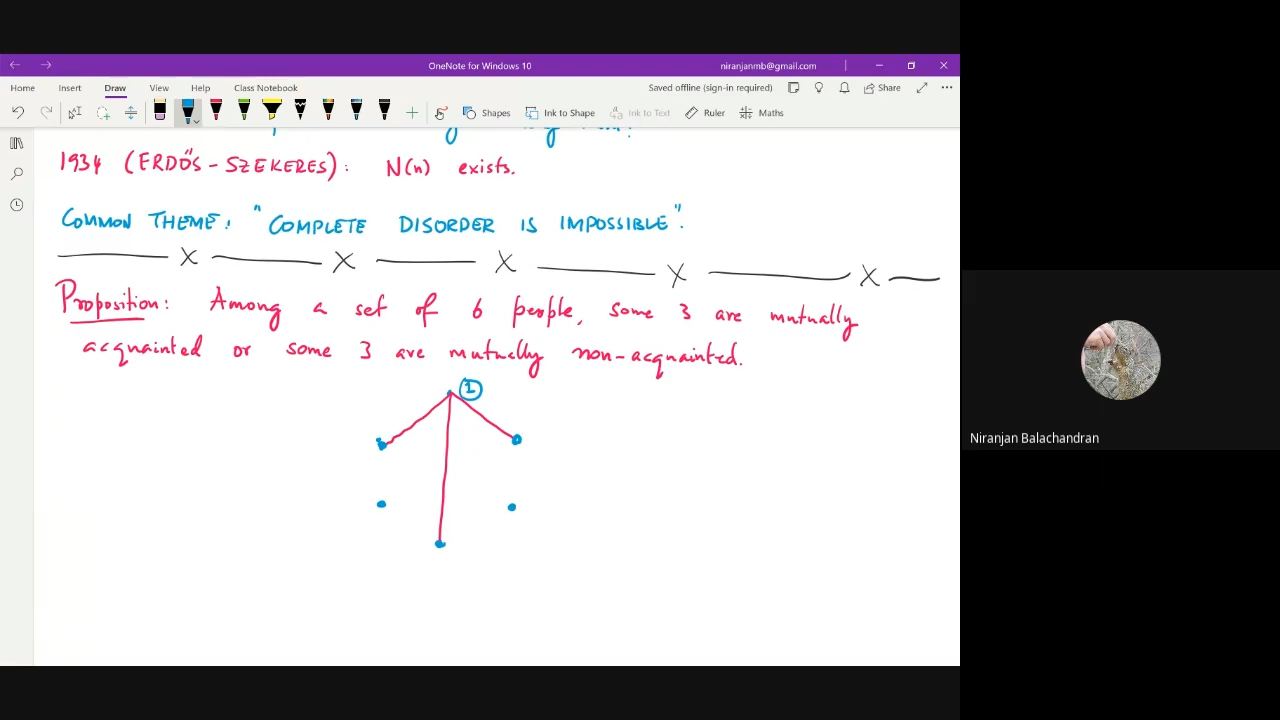 OneNote for Windows 10
niranjanmb@gmail.com
Home Insert Draw View Help Class Notebook
Saved offline (sign-in required)
Share
Shapes Ink to Shape Ink to Text Ruler Maths
1934 (ERDŐS-SZEKERES): N(n) exists.
COMMON THEME: "COMPLETE DISORDER IS IMPOSSIBLE".
X X X X X
Proposition: Among a set of 6 people, some 3 are mutually
acquainted or some 3 are mutually non-acquainted.
1
Niranjan Balachandran